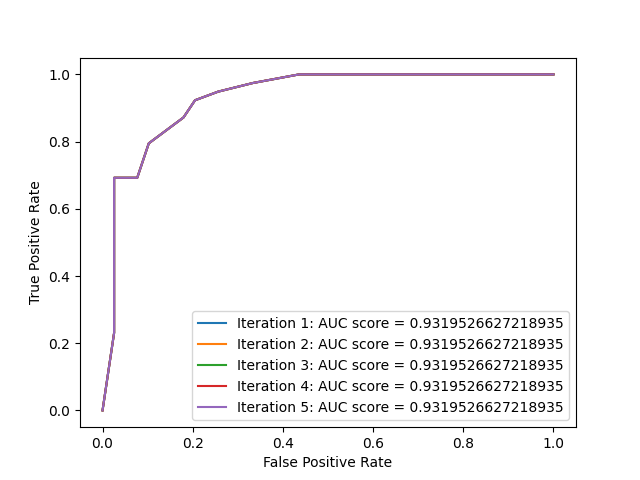 1.0
0.8
0.6
0.4
0.2
0.0
True Positive Rate
Iteration 1: AUC score = 0.9319526627218935
Iteration 2: AUC score = 0.9319526627218935
Iteration 3: AUC score = 0.9319526627218935
Iteration 4: AUC score = 0.9319526627218935
Iteration 5: AUC score = 0.9319526627218935
0.0 0.2 0.4 0.6 0.8 1.0
False Positive Rate